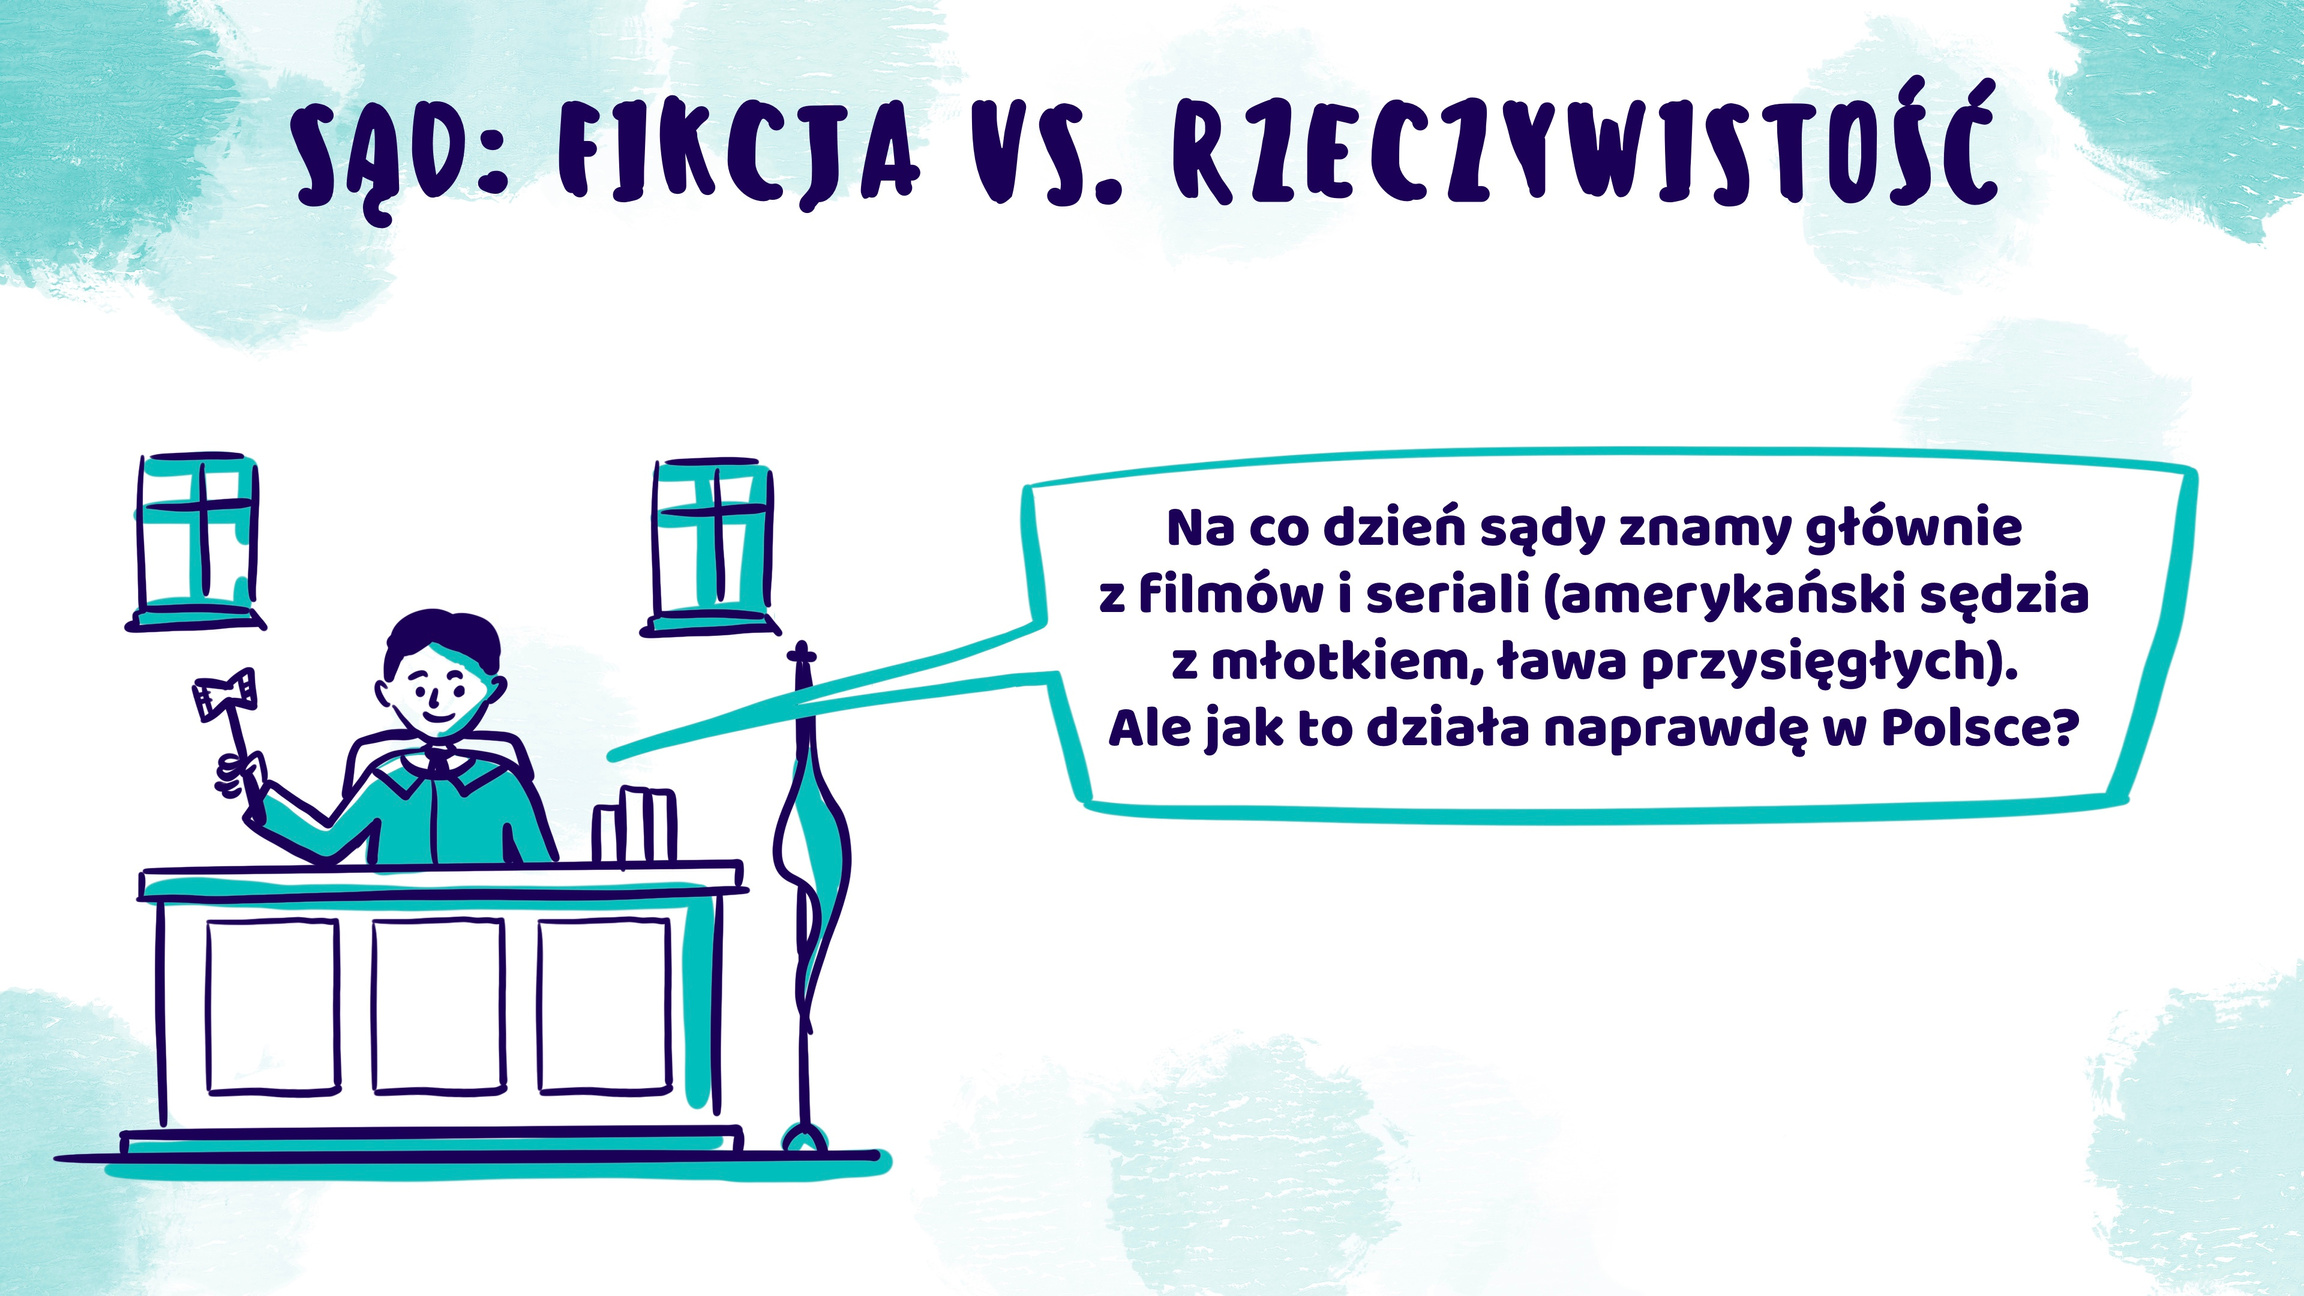 SĄD: FIKCJA VS. RZECZYWISTOŚĆ
Na co dzień sądy znamy głównie
z filmów i seriali (amerykański sędzia
z młotkiem, ława przysięgłych).
Ale jak to działa naprawdę w Polsce?